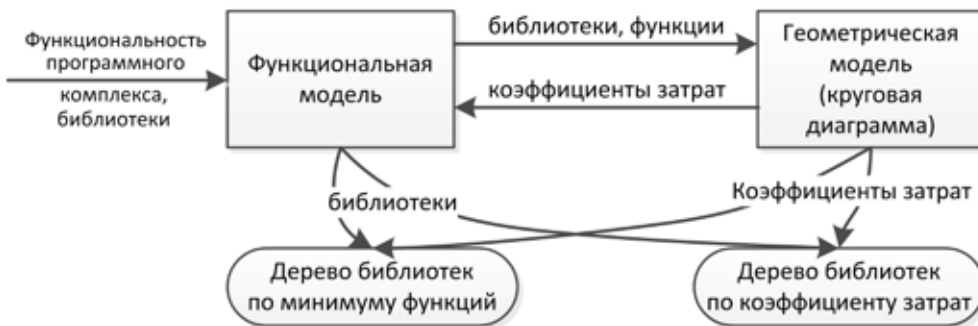 Функциональность
программного
комплекса,
библиотеки
Функциональная
модель
библиотеки, функции
коэффициенты затрат
Геометрическая
модель
(круговая
диаграмма)
библиотеки
Коэффициенты затрат
Дерево библиотек
по минимуму функций
Дерево библиотек
по коэффициенту затрат